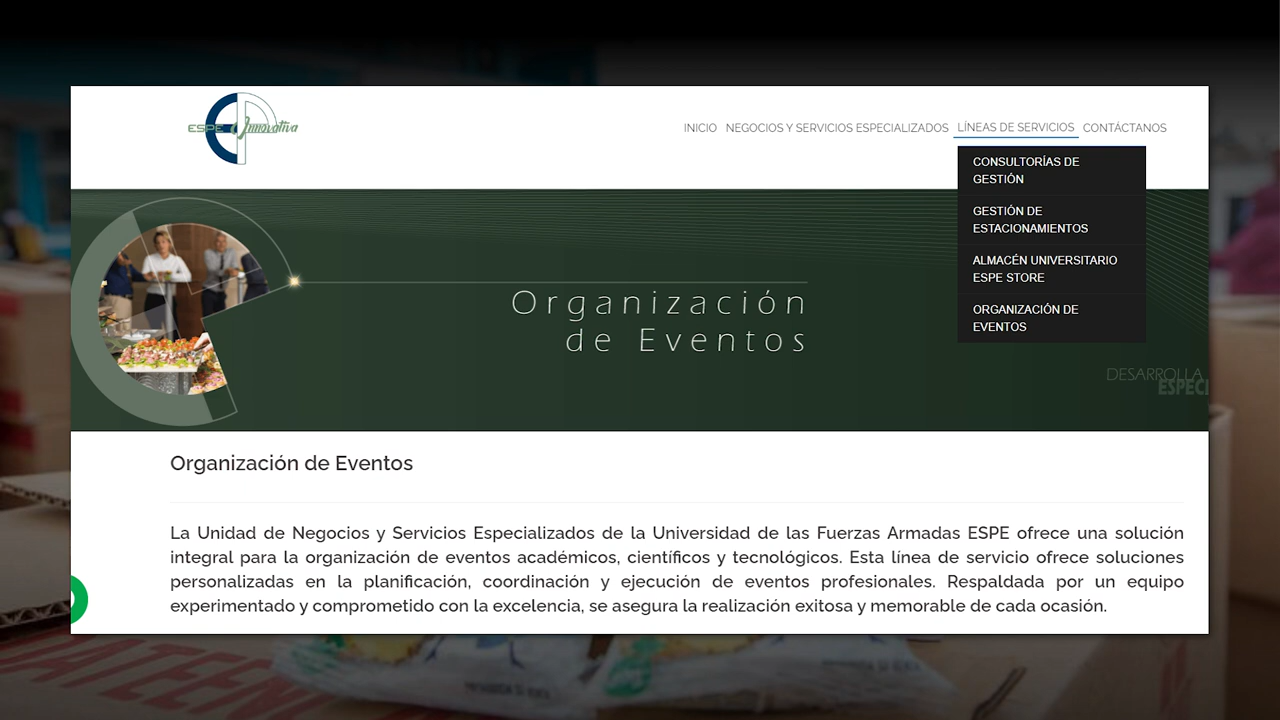 ESPE Innovativa
INICIO NEGOCIOS Y SERVICIOS ESPECIALIZADOS LÍNEAS DE SERVICIOS CONTÁCTANOS
CONSULTORÍAS DE
GESTIÓN
GESTIÓN DE
ESTACIONAMIENTOS
ALMACÉN UNIVERSITARIO
ESPE STORE
ORGANIZACIÓN DE
EVENTOS
Organización
de Eventos
DESARROLLA
ESPECI
Organización de Eventos
La Unidad de Negocios y Servicios Especializados de la Universidad de las Fuerzas Armadas ESPE ofrece una solución
integral para la organización de eventos académicos, científicos y tecnológicos. Esta línea de servicio ofrece soluciones
personalizadas en la planificación, coordinación y ejecución de eventos profesionales. Respaldada por un equipo
experimentado y comprometido con la excelencia, se asegura la realización exitosa y memorable de cada ocasión.